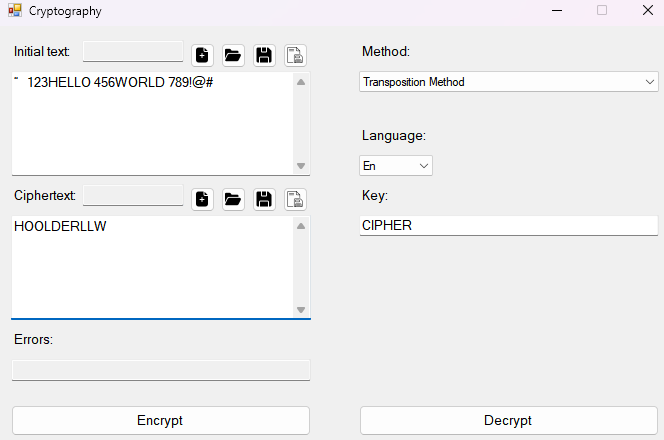 Cryptography
Initial text:
" 123HELLO 456WORLD 789!@#
Ciphertext:
HOOLDERLLW
Errors:
Encrypt
Method:
Transposition Method
Language:
En
Key:
CIPHER
Decrypt